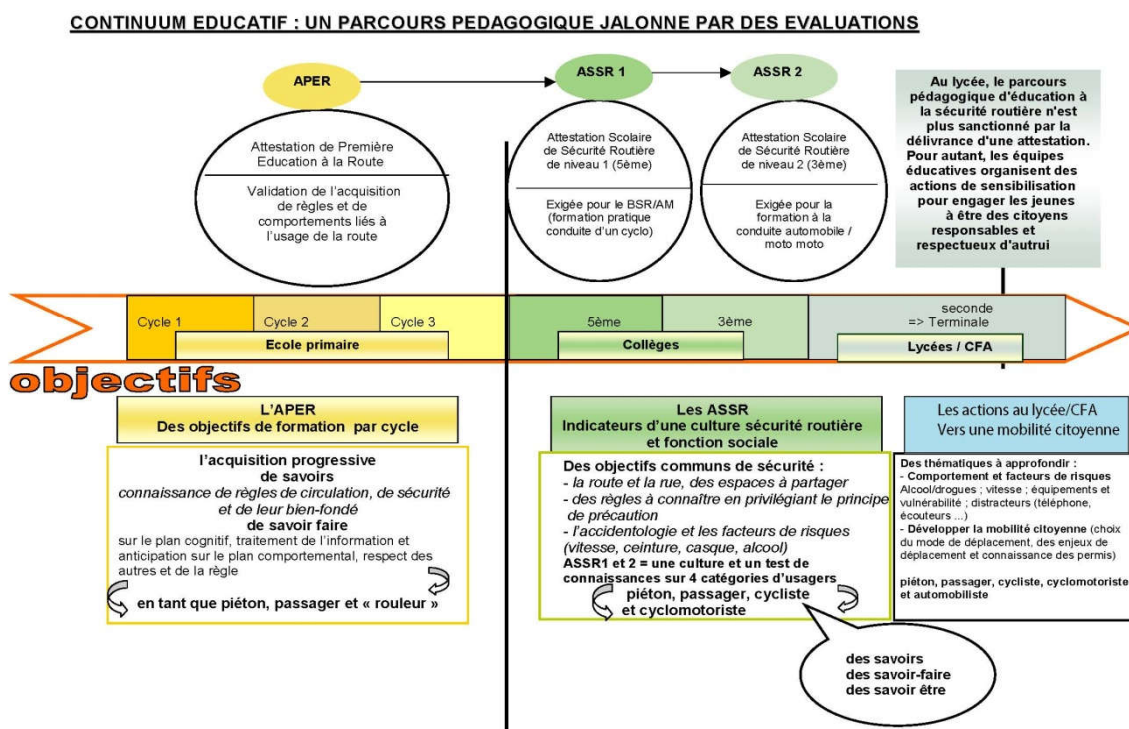 CONTINUUM EDUCATIF : UN PARCOURS PEDAGOGIQUE JALONNE PAR DES EVALUATIONS
APER
ASSR 1
ASSR 2
Attestation de Première
Education à la Route
Validation de l'acquisition
de règles et de
comportements liés à
l'usage de la route
Attestation Scolaire
de Sécurité Routière
de niveau 1 (5ème)
Exigée pour le BSR/AM
(formation pratique
conduite d'un cyclo)
Attestation Scolaire
de Sécurité Routière
de niveau 2 (3ème)
Exigée pour la
formation à la
conduite automobile /
moto moto
Au lycée, le parcours
pédagogique d'éducation à
la sécurité routière n'est
plus sanctionné par la
délivrance d'une attestation.
Pour autant, les équipes
éducatives organisent des
actions de sensibilisation
pour engager les jeunes
à être des citoyens
responsables et
respectueux d'autrui
Cycle 1
Cycle 2
Cycle 3
Ecole primaire
5ème
3ème
Collèges
seconde
=> Terminale
Lycées / CFA
objectifs
L'APER
Des objectifs de formation par cycle
l'acquisition progressive
de savoirs
connaissance de règles de circulation, de sécurité
et de leur bien-fondé
de savoir faire
sur le plan cognitif, traitement de l'information et
anticipation sur le plan comportemental, respect des
autres et de la règle
en tant que piéton, passager et « rouleur »
Les ASSR
Indicateurs d'une culture sécurité routière
et fonction sociale
Des objectifs communs de sécurité :
- la route et la rue, des espaces à partager
- des règles à connaître en privilégiant le principe
de précaution
- l'accidentologie et les facteurs de risques
(vitesse, ceinture, casque, alcool)
ASSR1 et 2 = une culture et un test de
connaissances sur 4 catégories d'usagers
piéton, passager, cycliste
et cyclomotoriste
des savoirs
des savoir-faire
des savoir être
Les actions au lycée/CFA
Vers une mobilité citoyenne
Des thématiques à approfondir :
- Comportement et facteurs de risques
Alcool/drogues ; vitesse ; équipements et
vulnérabilité ; distracteurs (téléphone,
écouteurs ...)
- Développer la mobilité citoyenne (choix
du mode de déplacement, des enjeux de
déplacement et connaissance des permis)
piéton, passager, cycliste, cyclomotoriste
et automobiliste